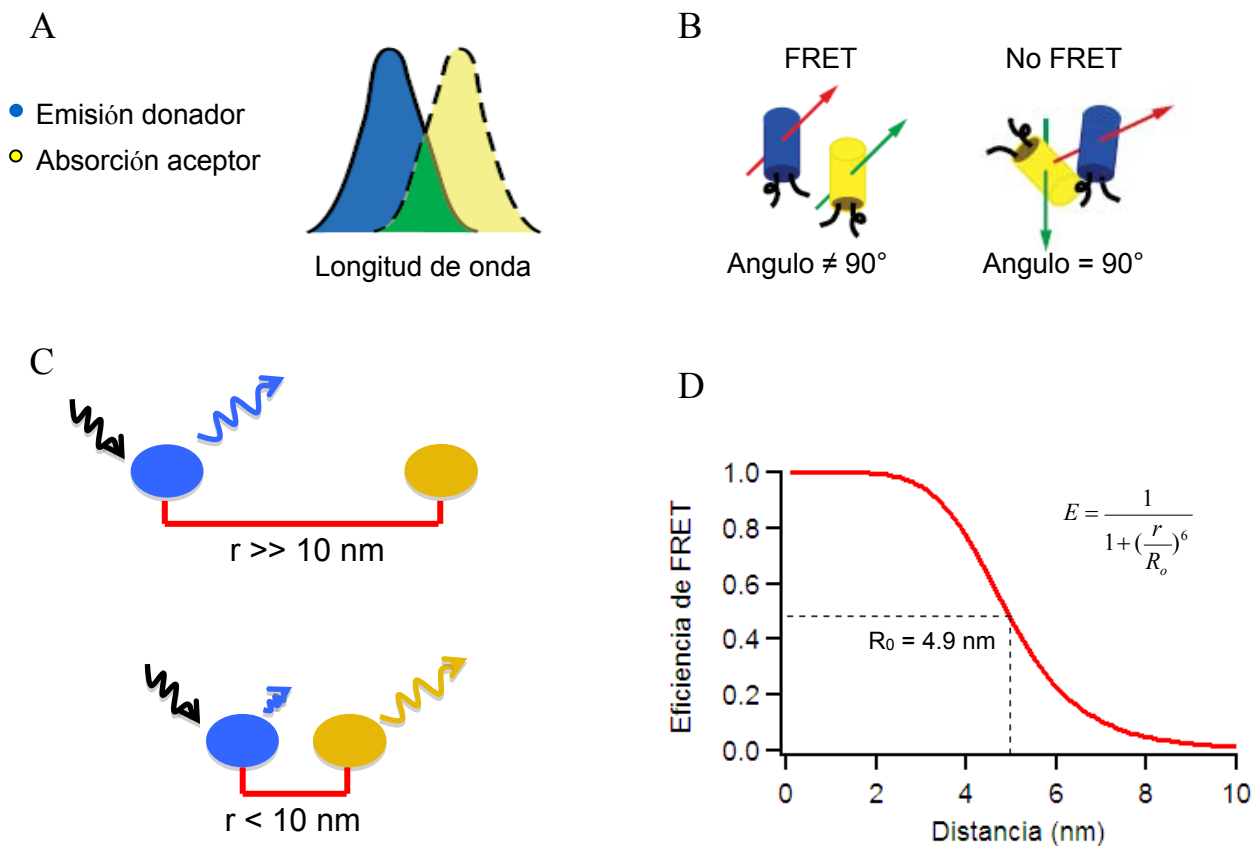 A
Emisión donador
Absorción aceptor
Longitud de onda
B
FRET
No FRET
Angulo ≠ 90°
Angulo = 90°
C
r >> 10 nm
r < 10 nm
D
1.0
0.8
0.6
0.4
0.2
0.0
Eficiencia de FRET
E = 1 / (1 + (r / Ro)^6)
R₀ = 4.9 nm
0 2 4 6 8 10
Distancia (nm)